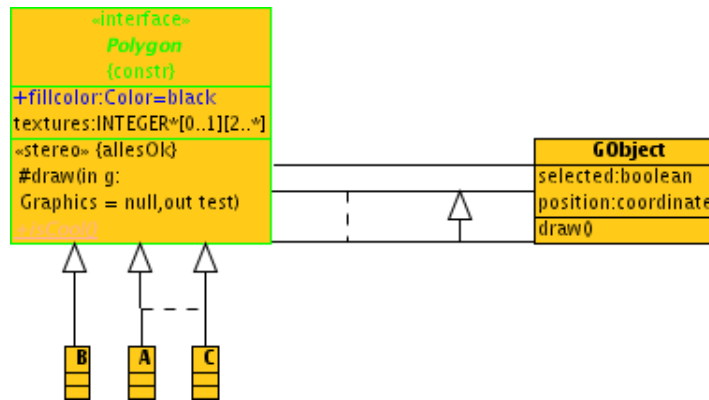 «interface»
Polygon
{constr}
+fillcolor:Color=black
textures:INTEGER*[0..1][2..*]
«stereo» {allesOk}
#draw(in g:
Graphics = null,out test)
+isCool()
GObject
selected:boolean
position:coordinate
draw()
B
A
C